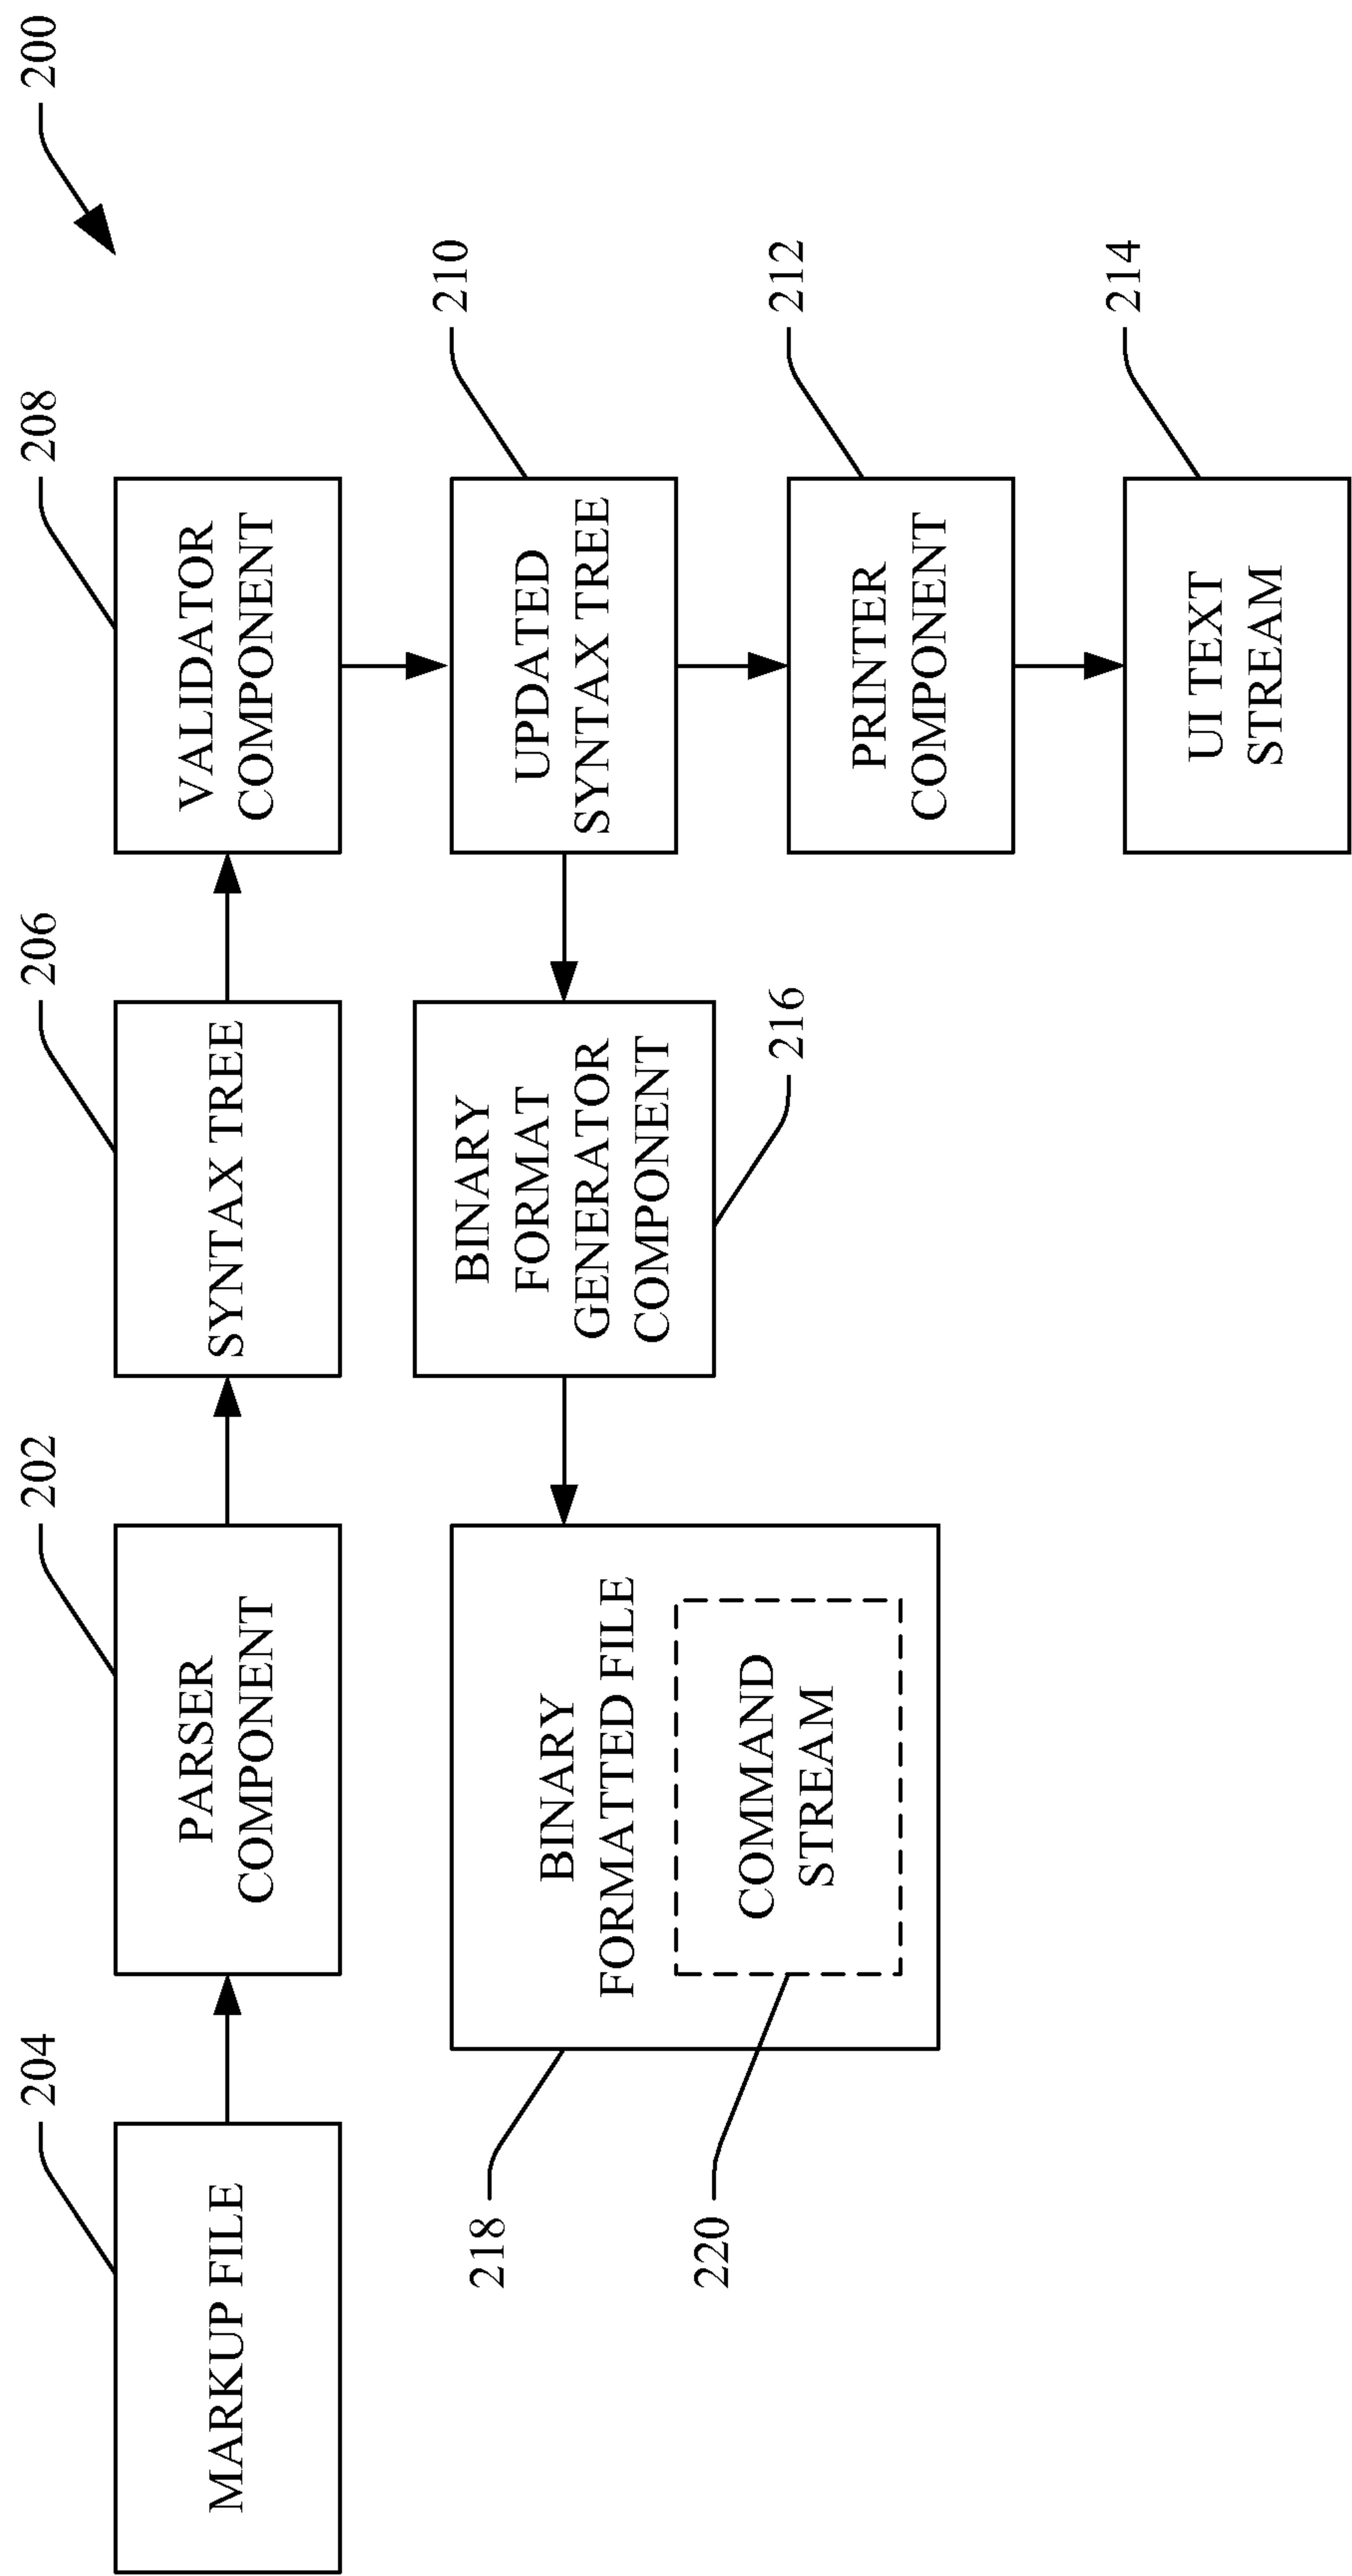 200
204
MARKUP FILE
202
PARSER
COMPONENT
206
SYNTAX TREE
208
VALIDATOR
COMPONENT
218
BINARY
FORMATTED FILE
220
COMMAND
STREAM
BINARY
FORMAT
GENERATOR
COMPONENT
216
210
UPDATED
SYNTAX TREE
212
PRINTER
COMPONENT
214
UI TEXT
STREAM